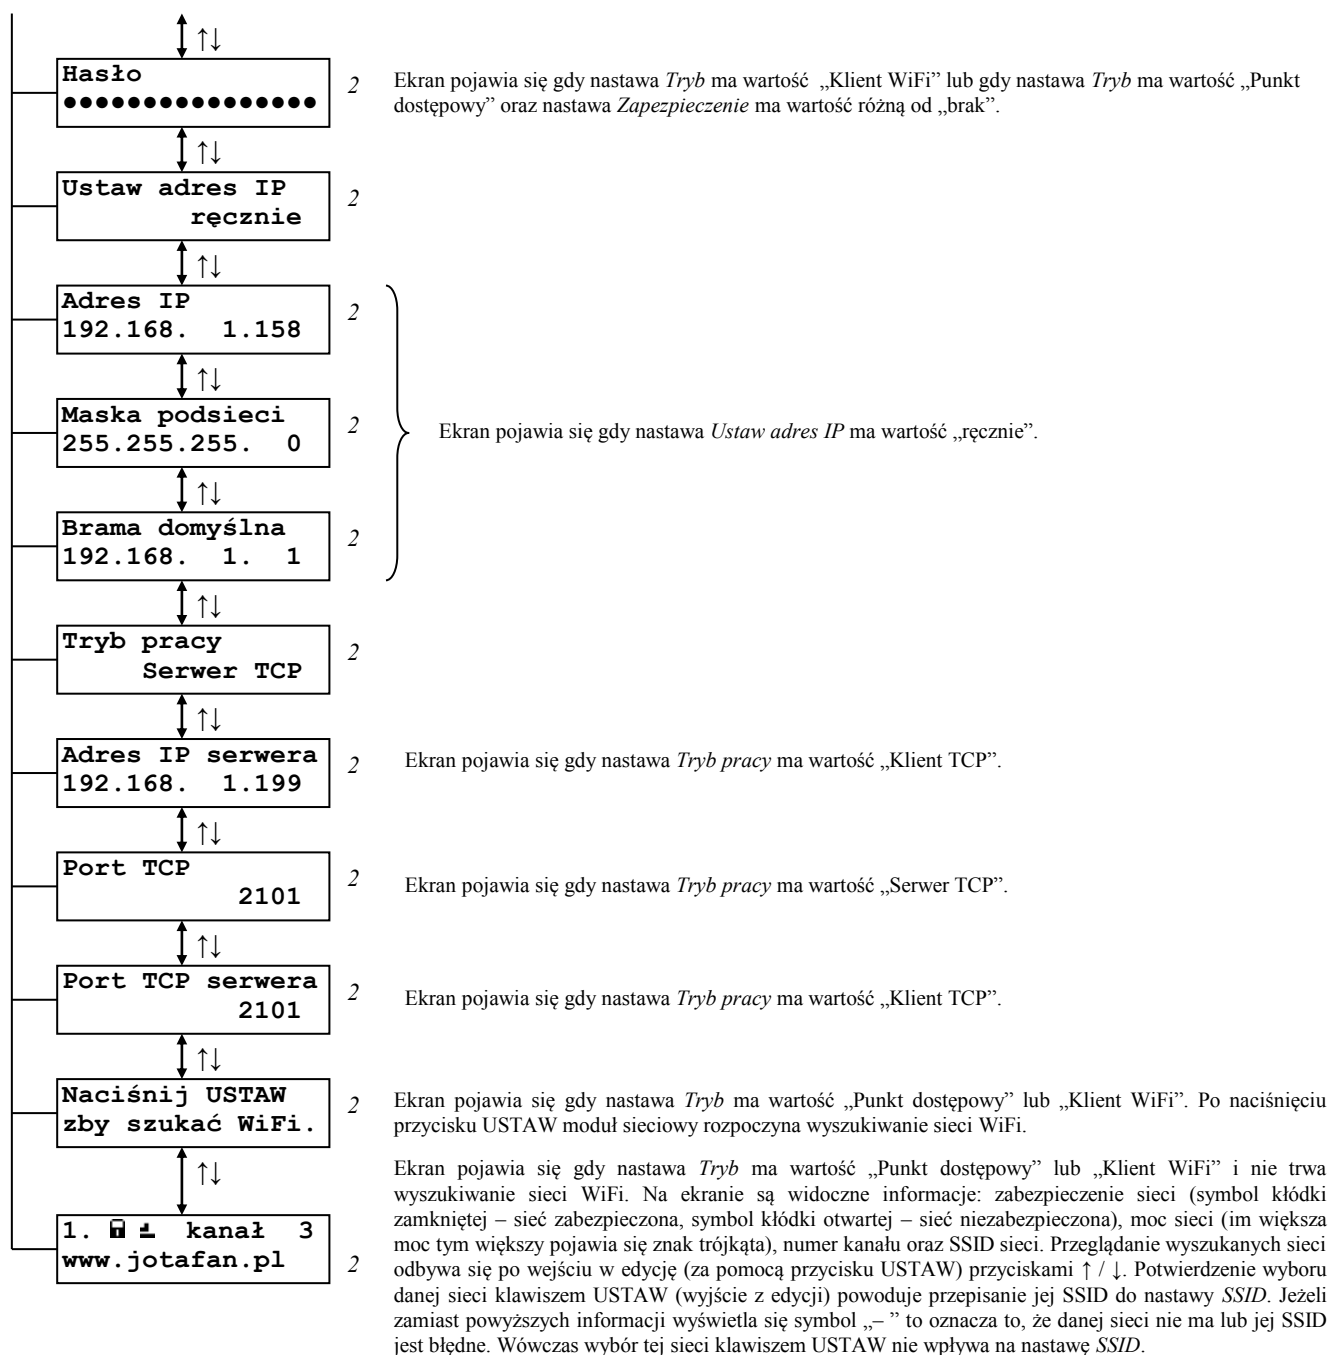 ↑↓
Hasło
●●●●●●●●●●●●●●●●
2
Ekran pojawia się gdy nastawa Tryb ma wartość „Klient WiFi” lub gdy nastawa Tryb ma wartość „Punkt
dostępowy” oraz nastawa Zapezpieczenie ma wartość różną od „brak”.
↑↓
Ustaw adres IP
ręcznie
2
↑↓
Adres IP
192.168.  1.158
2
↑↓
Maska podsieci
255.255.255.  0
2
Ekran pojawia się gdy nastawa Ustaw adres IP ma wartość „ręcznie”.
↑↓
Brama domyślna
192.168.  1.  1
2
↑↓
Tryb pracy
Serwer TCP
2
↑↓
Adres IP serwera
192.168.  1.199
2
Ekran pojawia się gdy nastawa Tryb pracy ma wartość „Klient TCP”.
↑↓
Port TCP
2101
2
Ekran pojawia się gdy nastawa Tryb pracy ma wartość „Serwer TCP”.
↑↓
Port TCP serwera
2101
2
Ekran pojawia się gdy nastawa Tryb pracy ma wartość „Klient TCP”.
↑↓
Naciśnij USTAW
zby szukać WiFi.
2
Ekran pojawia się gdy nastawa Tryb ma wartość „Punkt dostępowy” lub „Klient WiFi”. Po naciśnięciu
przycisku USTAW moduł sieciowy rozpoczyna wyszukiwanie sieci WiFi.
↑↓
1. kanał 3
www.jotafan.pl
2
Ekran pojawia się gdy nastawa Tryb ma wartość „Punkt dostępowy” lub „Klient WiFi” i nie trwa
wyszukiwanie sieci WiFi. Na ekranie są widoczne informacje: zabezpieczenie sieci (symbol kłódki
zamkniętej – sieć zabezpieczona, symbol kłódki otwartej – sieć niezabezpieczona), moc sieci (im większa
moc tym większy pojawia się znak trójkąta), numer kanału oraz SSID sieci. Przeglądanie wyszukanych sieci
odbywa się po wejściu w edycję (za pomocą przycisku USTAW) przyciskami ↑ / ↓. Potwierdzenie wyboru
danej sieci klawiszem USTAW (wyjście z edycji) powoduje przepisanie jej SSID do nastawy SSID. Jeżeli
zamiast powyższych informacji wyświetla się symbol „– ” to oznacza to, że danej sieci nie ma lub jej SSID
jest błędne. Wówczas wybór tej sieci klawiszem USTAW nie wpływa na nastawę SSID.